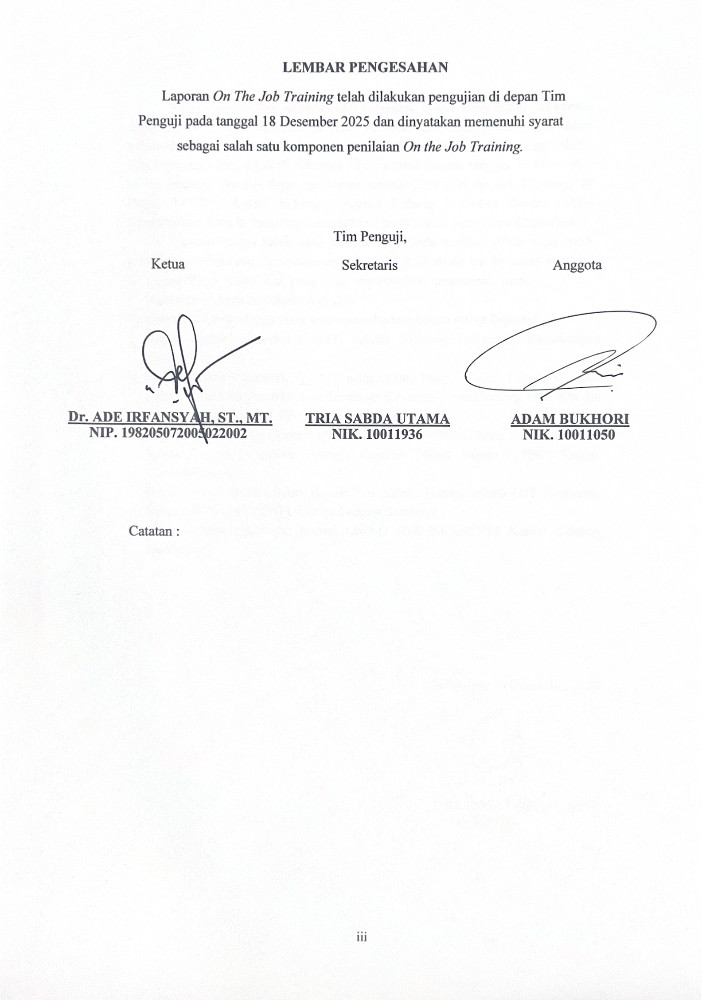 LEMBAR PENGESAHAN
Laporan On The Job Training telah dilakukan pengujian di depan Tim
Penguji pada tanggal 18 Desember 2025 dan dinyatakan memenuhi syarat
sebagai salah satu komponen penilaian On the Job Training.
Tim Penguji,
Ketua Sekretaris Anggota
Dr. ADE IRFANSYAH, ST., MT. TRIA SABDA UTAMA ADAM BUKHORI
NIP. 198205072005022002 NIK. 10011936 NIK. 10011050
Catatan :
iii